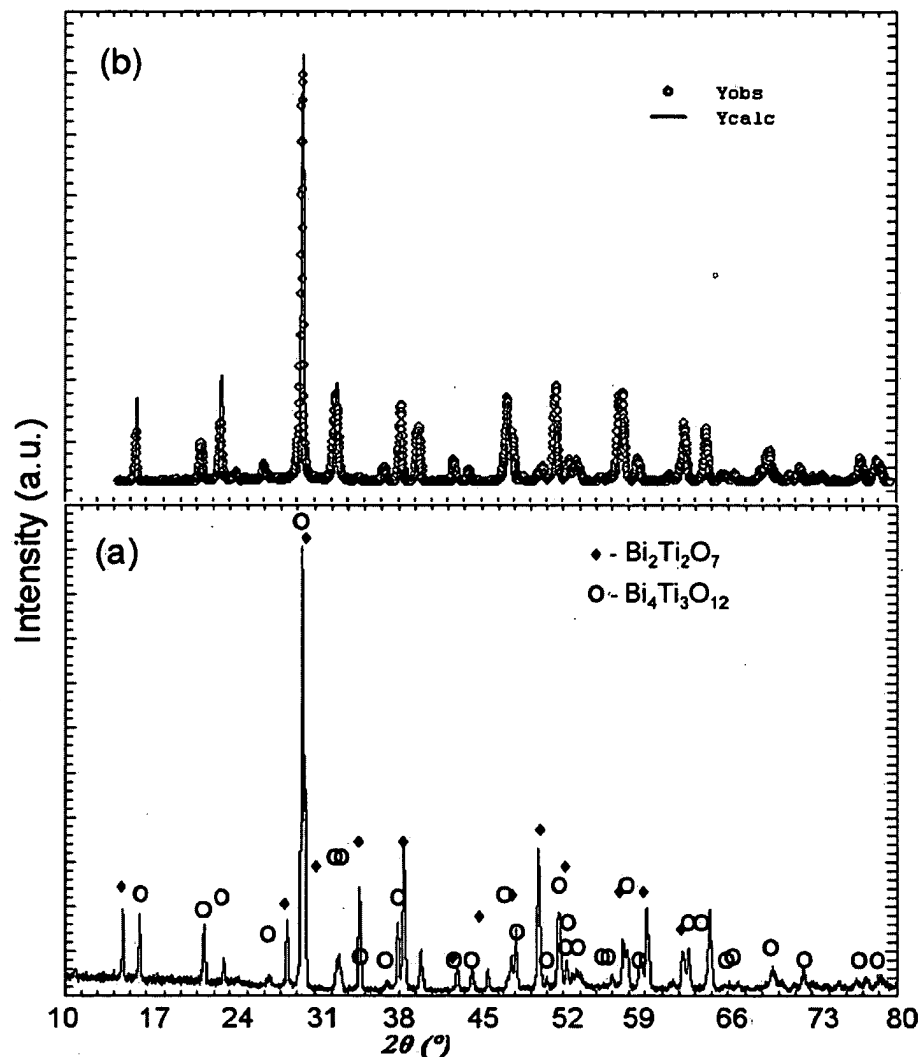 (b)
Yobs
Ycalc
Intensity (a.u.)
(a)
- Bi₂Ti₂O₇
- Bi₄Ti₃O₁₂
10 17 24 31 38 45 52 59 66 73 80
2θ (°)